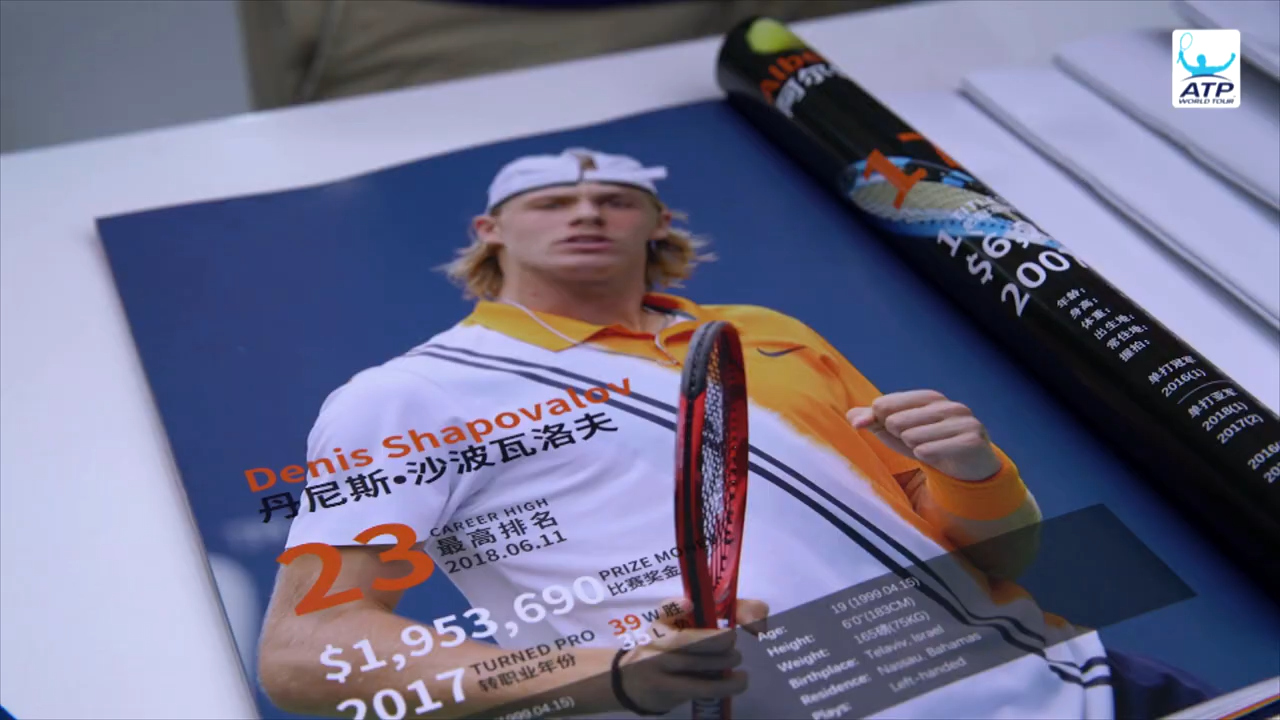 ATP
WORLD TOUR
Denis Shapovalov
丹尼斯•沙波瓦洛夫
23
CAREER HIGH
最高排名
2018.06.11
$1,953,690
比赛奖金
39W 胜
35 L
2017
TURNED PRO
转职业年份
Age: 19 (1999.04.15)
Height: 6'0"(183CM)
Weight: 165磅(75KG)
Birthplace: Telaviv, Israel
Residence: Nassau, Bahamas
Plays: Left-handed
年龄:
身高:
体重:
出生地:
常住地:
握拍:
单打冠军
2016(1)
单打亚军
2018(1)
2017(2)